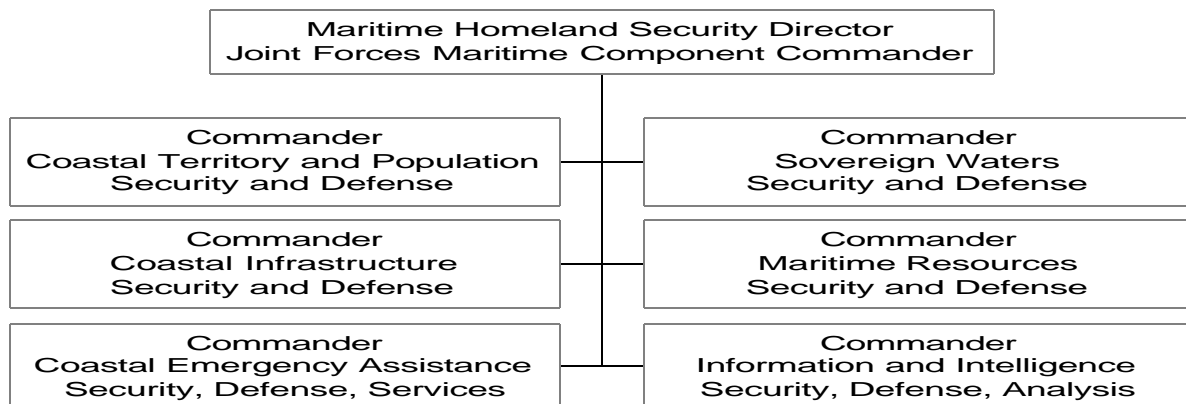 Maritime Homeland Security Director
Joint Forces Maritime Component Commander
Commander
Coastal Territory and Population
Security and Defense
Commander
Sovereign Waters
Security and Defense
Commander
Coastal Infrastructure
Security and Defense
Commander
Maritime Resources
Security and Defense
Commander
Coastal Emergency Assistance
Security, Defense, Services
Commander
Information and Intelligence
Security, Defense, Analysis